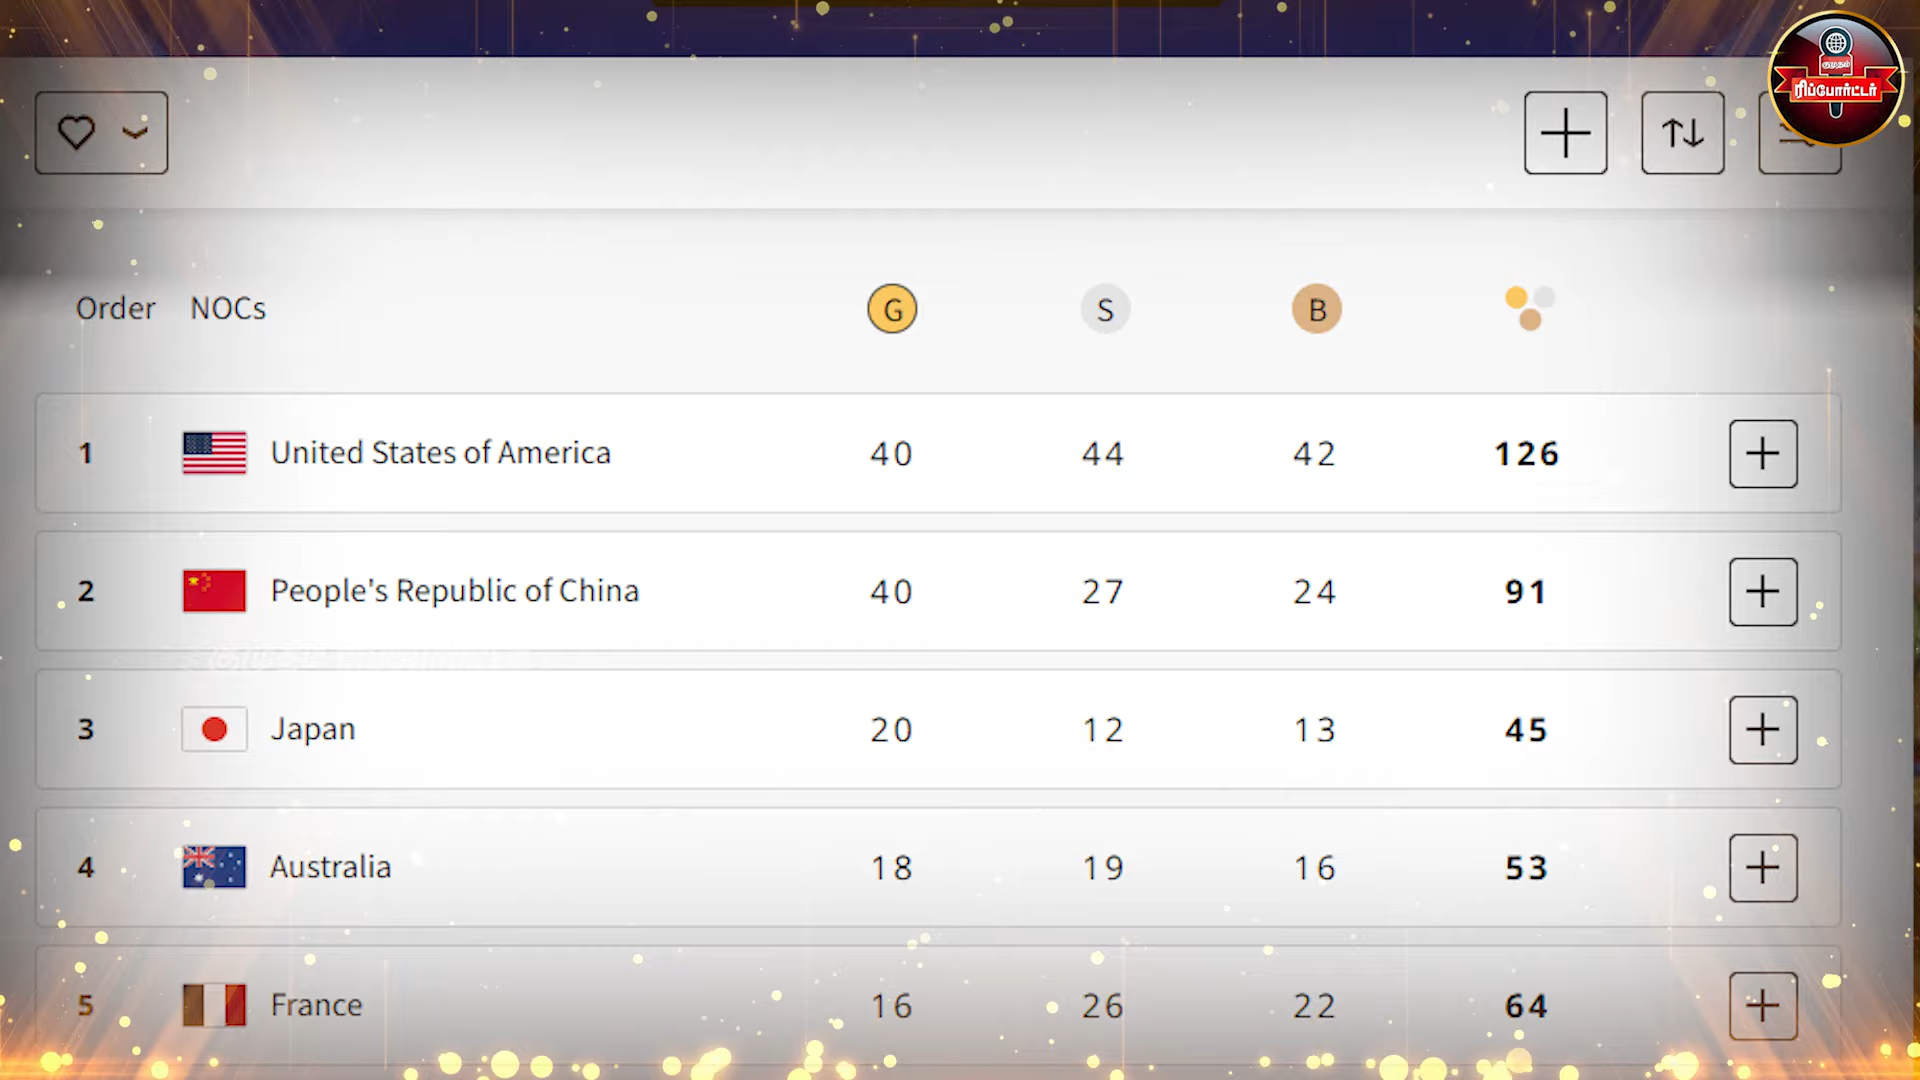 குமுதம்
ரிப்போர்ட்டர்
Order NOCs G S B
1 United States of America 40 44 42 126
2 People's Republic of China 40 27 24 91
3 Japan 20 12 13 45
4 Australia 18 19 16 53
5 France 16 26 22 64